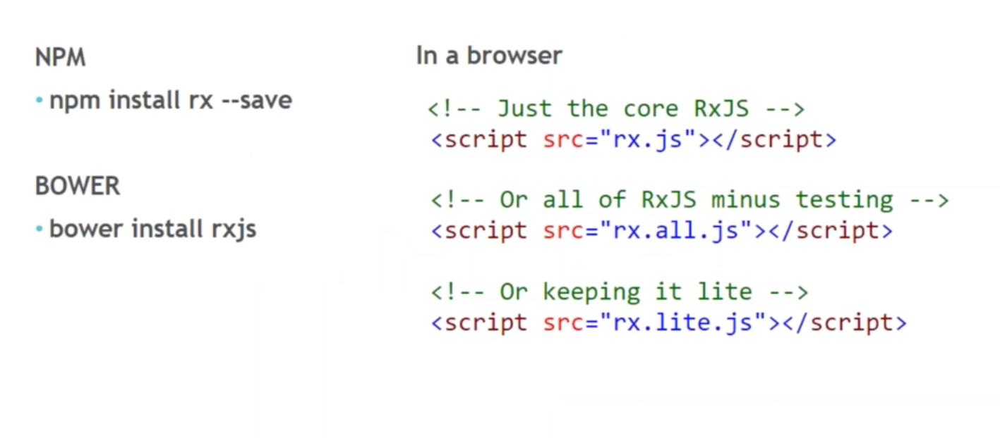 NPM
• npm install rx --save
BOWER
• bower install rxjs
In a browser
<!-- Just the core RxJS -->
<script src="rx.js"></script>
<!-- Or all of RxJS minus testing -->
<script src="rx.all.js"></script>
<!-- Or keeping it lite -->
<script src="rx.lite.js"></script>